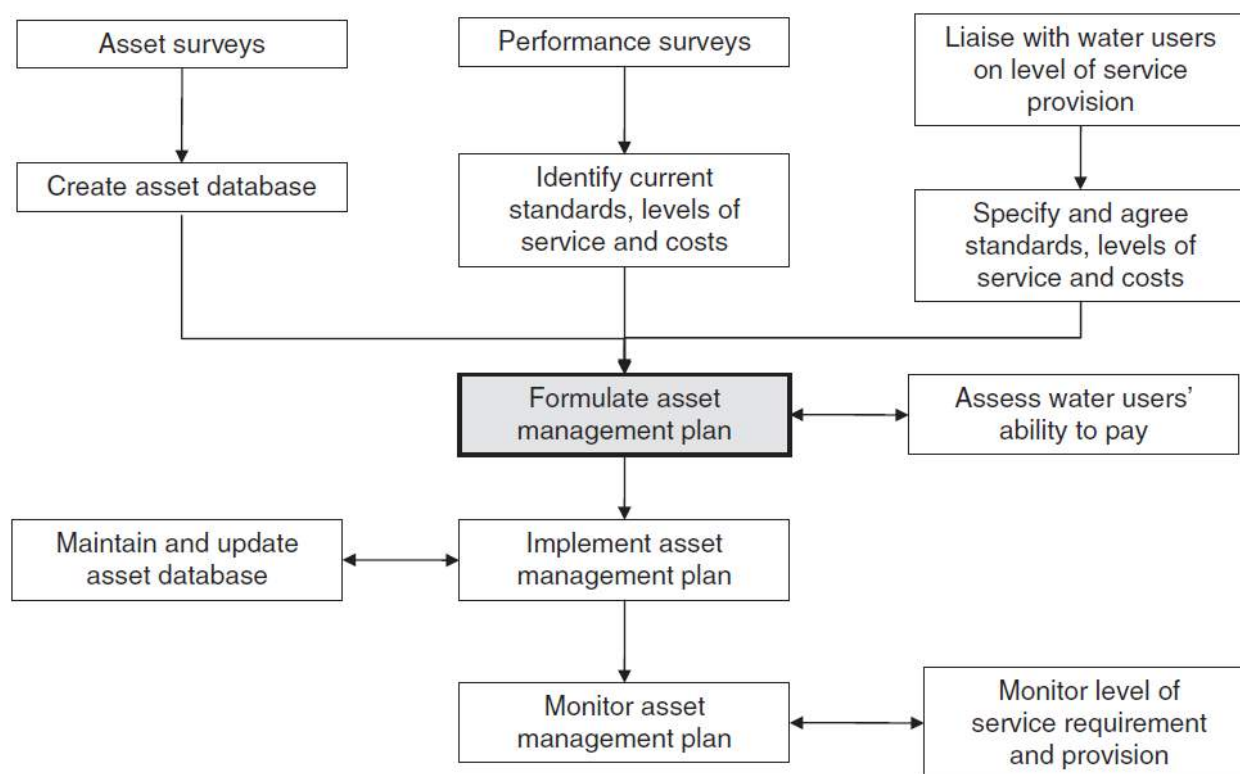 Asset surveys
Performance surveys
Liaise with water users
on level of service
provision
Create asset database
Identify current
standards, levels of
service and costs
Specify and agree
standards, levels of
service and costs
Formulate asset
management plan
Assess water users’
ability to pay
Maintain and update
asset database
Implement asset
management plan
Monitor asset
management plan
Monitor level of
service requirement
and provision